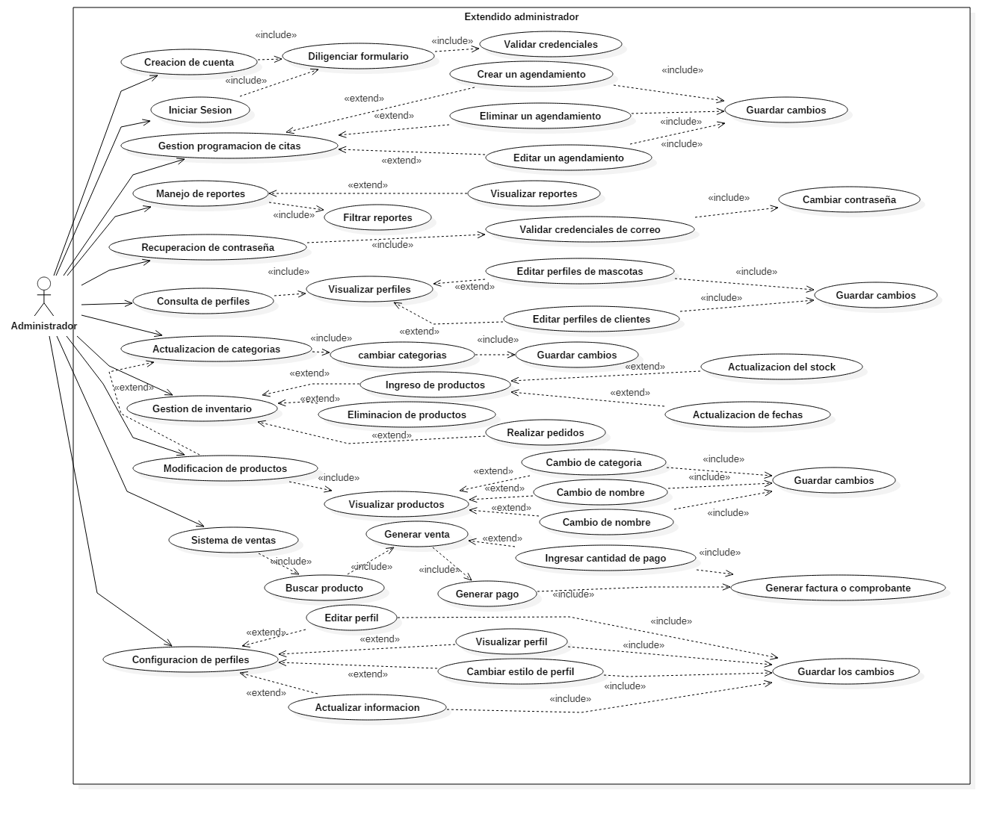 Extendido administrador
«include»
«include»
Validar credenciales
Creacion de cuenta
Diligenciar formulario
«include»
Crear un agendamiento
«include»
«extend»
Iniciar Sesion
«extend»
Eliminar un agendamiento
Guardar cambios
«include»
Gestion programacion de citas
«include»
«extend»
Editar un agendamiento
Manejo de reportes
«extend»
Visualizar reportes
«include»
Cambiar contraseña
«include»
Filtrar reportes
Validar credenciales de correo
Recuperacion de contraseña
«include»
«include»
Editar perfiles de mascotas
«include»
Visualizar perfiles
«extend»
Guardar cambios
Consulta de perfiles
«include»
Administrador
«extend»
Editar perfiles de clientes
Actualizacion de categorias
«include»
cambiar categorias
«include»
Guardar cambios
«extend»
Actualizacion del stock
«extend»
Ingreso de productos
«extend»
«extend»
«extend»
Gestion de inventario
Eliminacion de productos
Actualizacion de fechas
«extend»
Realizar pedidos
Modificacion de productos
«include»
«extend»
Cambio de categoria
«include»
«include»
Guardar cambios
«extend»
Cambio de nombre
Visualizar productos
«extend»
«include»
Cambio de nombre
Sistema de ventas
Generar venta
«extend»
«include»
«include»
«include»
Ingresar cantidad de pago
«include»
Buscar producto
Generar pago
«include»
Generar factura o comprobante
Editar perfil
«include»
«extend»
«extend»
Visualizar perfil
«include»
Configuracion de perfiles
«extend»
Cambiar estilo de perfil
«include»
Guardar los cambios
«extend»
Actualizar informacion
«include»